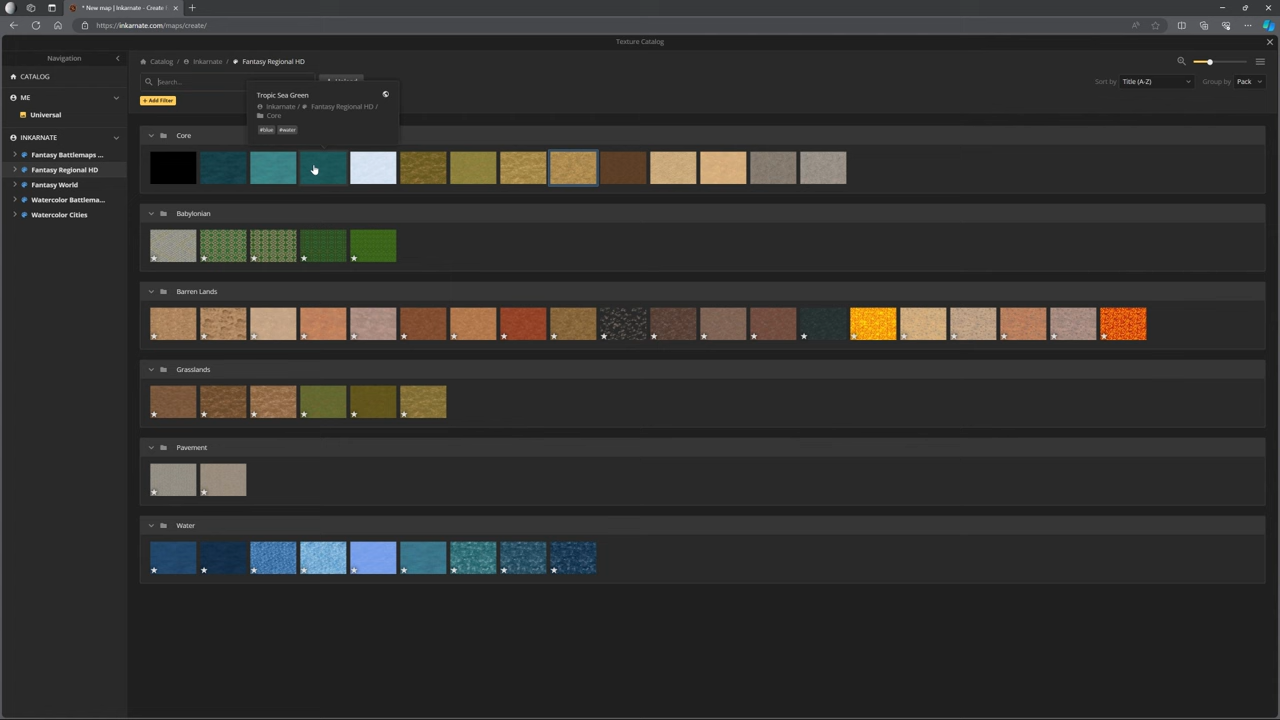 * New map | Inkarnate - Create
https://inkarnate.com/maps/create/
Texture Catalog
Navigation
Catalog / Inkarnate / Fantasy Regional HD
CATALOG
Search...
Sort by Title (A-Z) Group by Pack
ME
+ Add Filter
Tropic Sea Green
Inkarnate / Fantasy Regional HD /
Core
#blue #water
Universal
INKARNATE
Fantasy Battlemaps ...
Fantasy Regional HD
Fantasy World
Watercolor Battlema...
Watercolor Cities
Core
Babylonian
Barren Lands
Grasslands
Pavement
Water